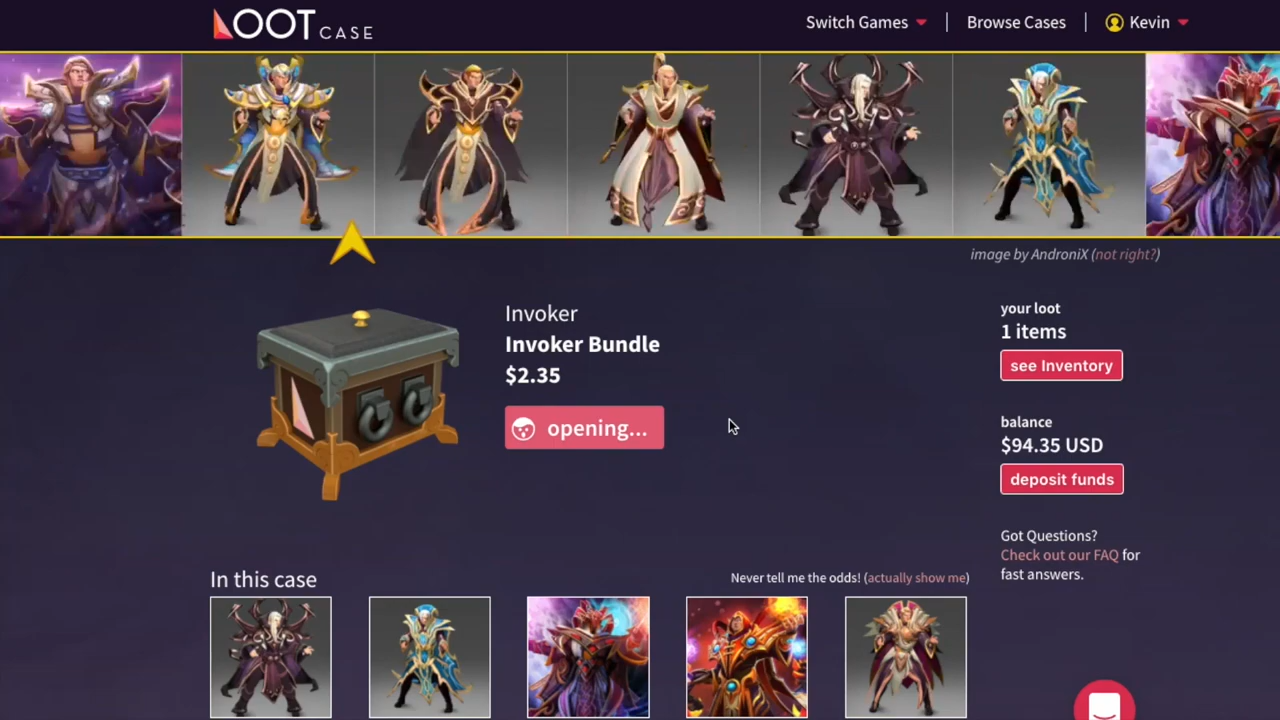 LOOT CASE
Switch Games
Browse Cases
Kevin
image by AndroniX (not right?)
Invoker
Invoker Bundle
$2.35
opening...
your loot
1 items
see Inventory
balance
$94.35 USD
deposit funds
Got Questions?
Check out our FAQ for
fast answers.
In this case
Never tell me the odds! (actually show me)